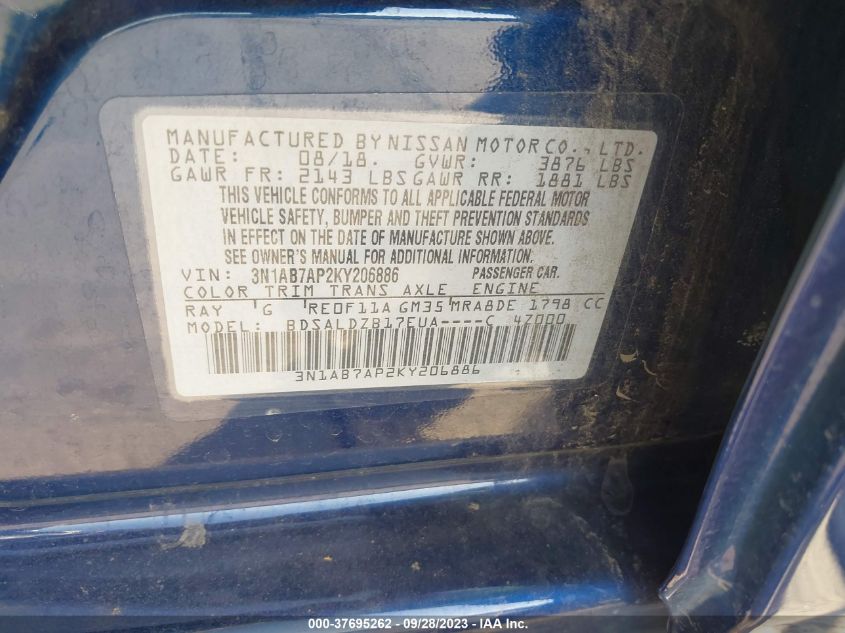 MANUFACTURED BY NISSAN MOTOR CO., LTD.
DATE: 08/18. GVWR: 3876 LBS
GAWR FR: 2143 LBS GAWR RR: 1881 LBS
THIS VEHICLE CONFORMS TO ALL APPLICABLE FEDERAL MOTOR
VEHICLE SAFETY, BUMPER AND THEFT PREVENTION STANDARDS
IN EFFECT ON THE DATE OF MANUFACTURE SHOWN ABOVE.
SEE OWNER'S MANUAL FOR ADDITIONAL INFORMATION.
VIN: 3N1AB7AP2KY206886 PASSENGER CAR.
COLOR TRIM TRANS AXLE ENGINE
RAY G RE0F11A GM35 MRA8DE 1798 CC
MODEL: BDSALDZB17EUA----C 47000
3N1AB7AP2KY206886
000-37695262 - 09/28/2023 - IAA Inc.